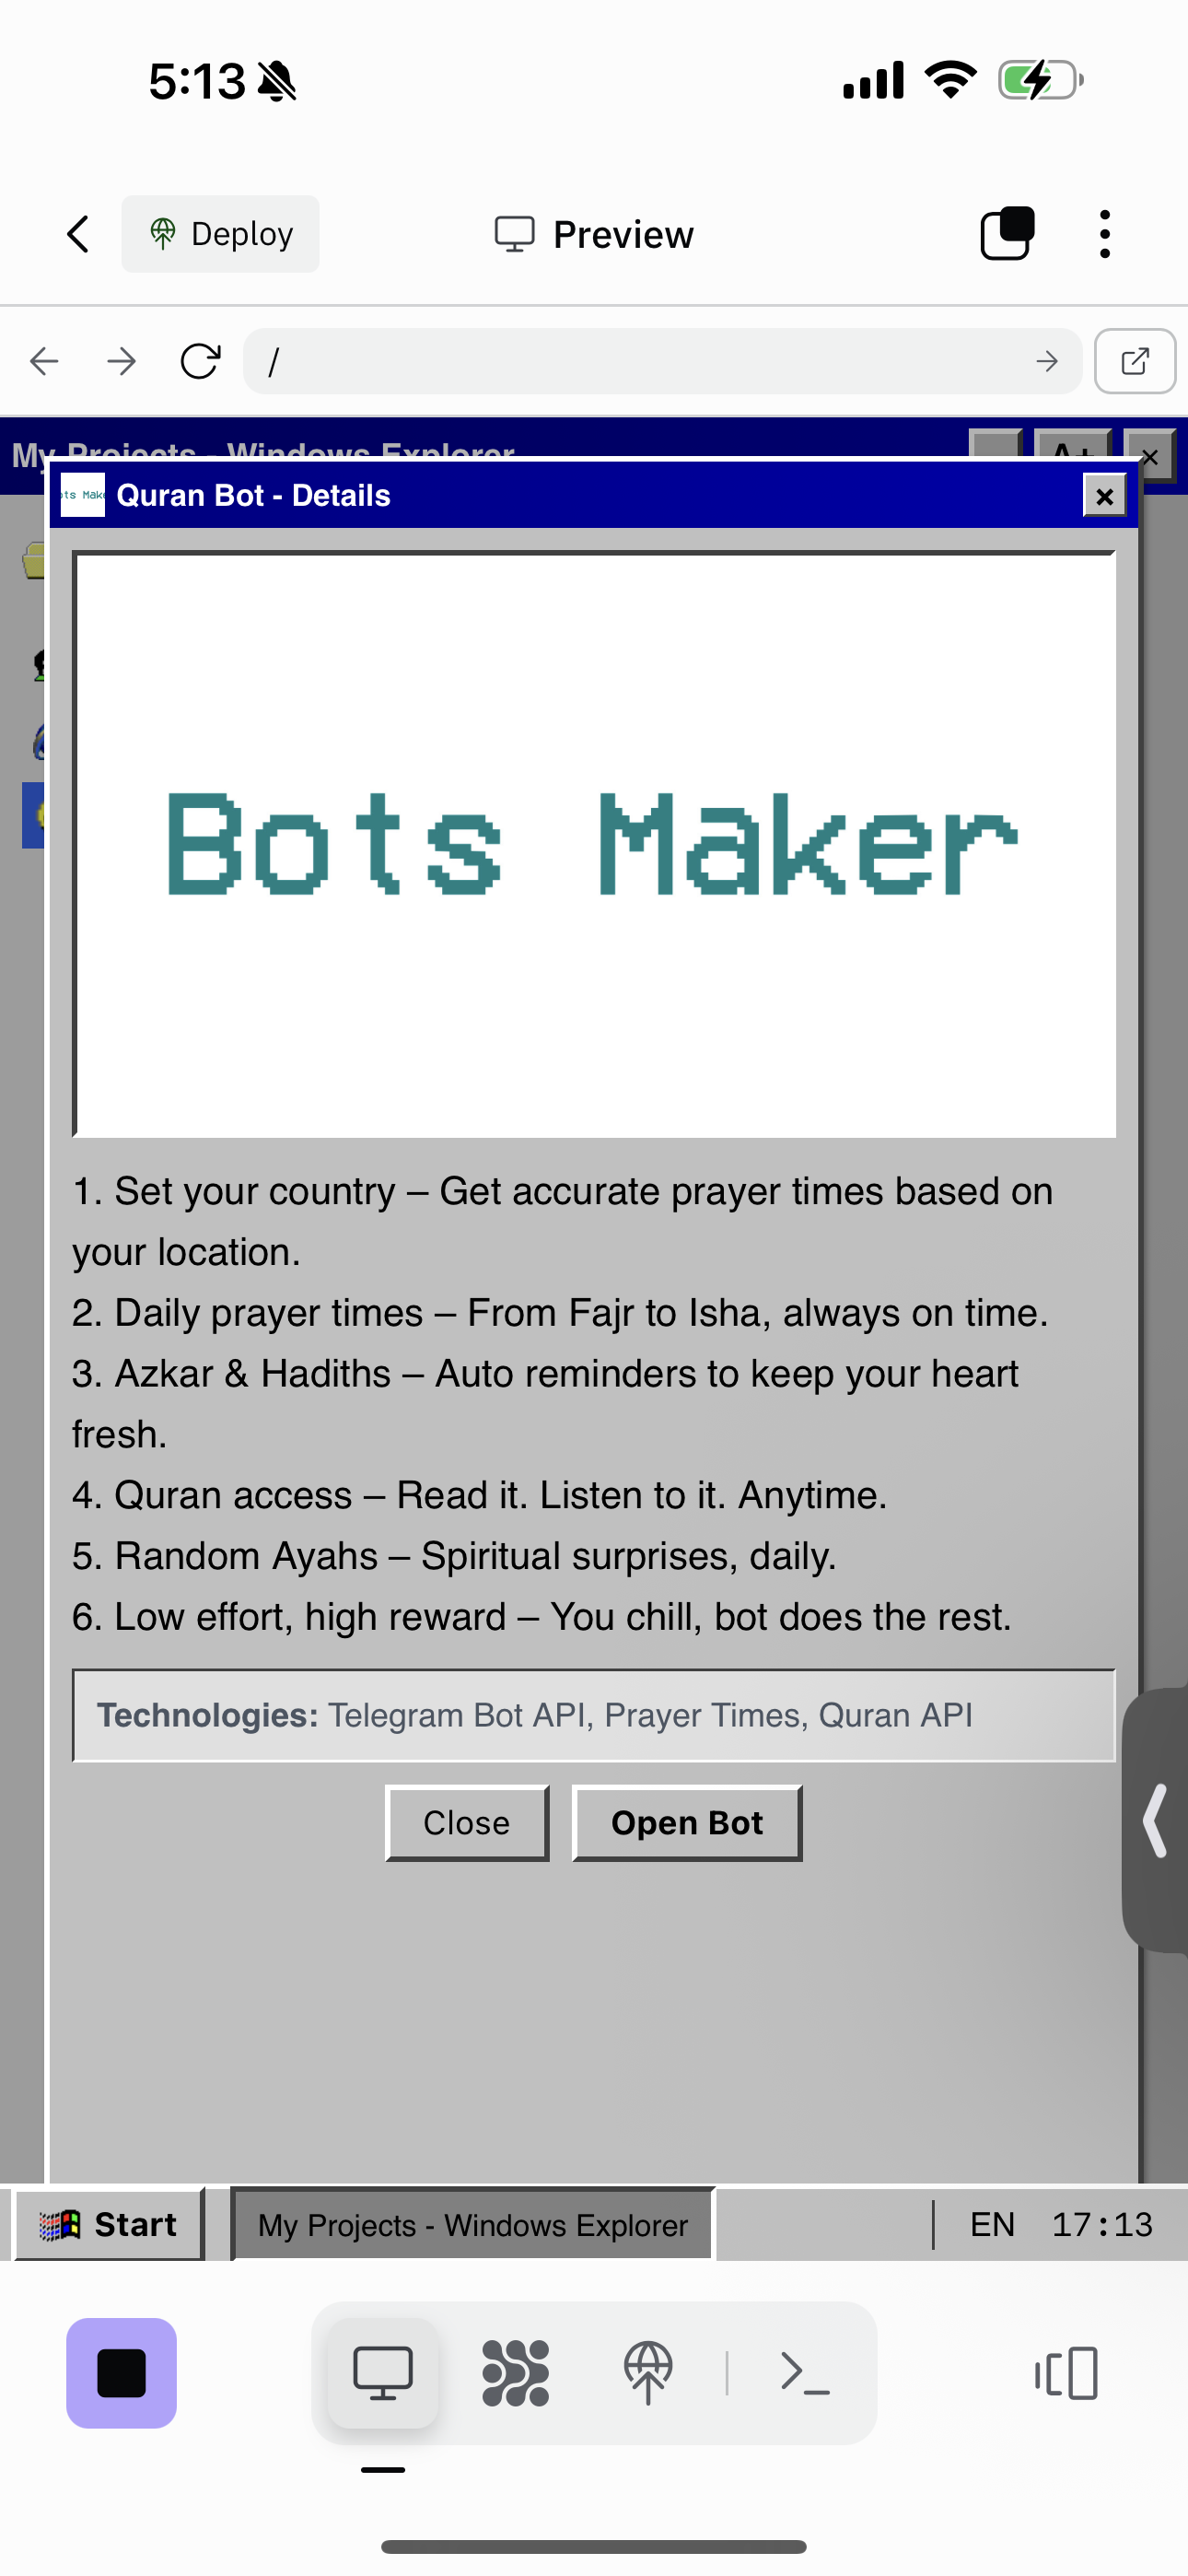 5:13
Deploy
Preview
/
My Projects - Windows Explorer
A+
×
Quran Bot - Details
×
Bots Maker
1. Set your country – Get accurate prayer times based on
your location.
2. Daily prayer times – From Fajr to Isha, always on time.
3. Azkar & Hadiths – Auto reminders to keep your heart
fresh.
4. Quran access – Read it. Listen to it. Anytime.
5. Random Ayahs – Spiritual surprises, daily.
6. Low effort, high reward – You chill, bot does the rest.
Technologies: Telegram Bot API, Prayer Times, Quran API
Close
Open Bot
Start
My Projects - Windows Explorer
EN 17:13